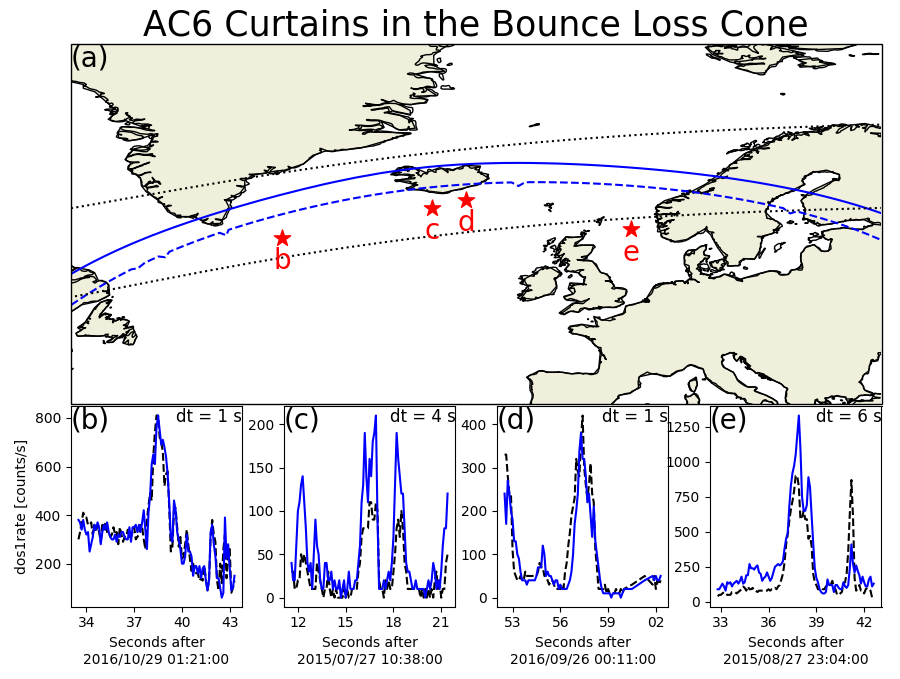 AC6 Curtains in the Bounce Loss Cone
(a)
b
c
d
e
(b) dt = 1 s
(c) dt = 4 s
(d) dt = 1 s
(e) dt = 6 s
dos1rate [counts/s]
800
600
400
200
34 37 40 43
Seconds after
2016/10/29 01:21:00
200
150
100
50
0
12 15 18 21
Seconds after
2015/07/27 10:38:00
400
300
200
100
0
53 56 59 02
Seconds after
2016/09/26 00:11:00
1250
1000
750
500
250
0
33 36 39 42
Seconds after
2015/08/27 23:04:00